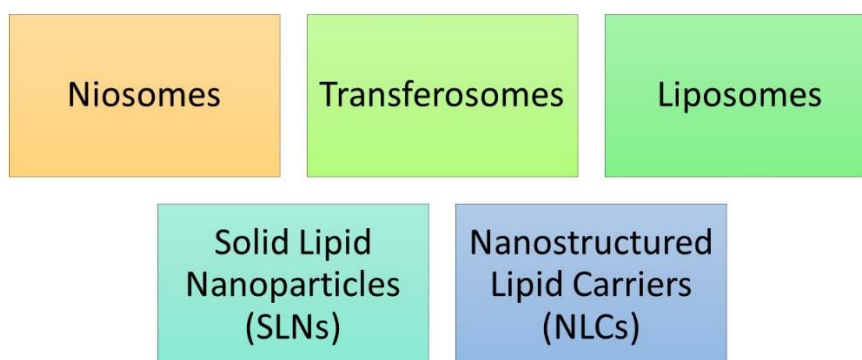 Niosomes
Transferosomes
Liposomes
Solid Lipid
Nanoparticles
(SLNs)
Nanostructured
Lipid Carriers
(NLCs)